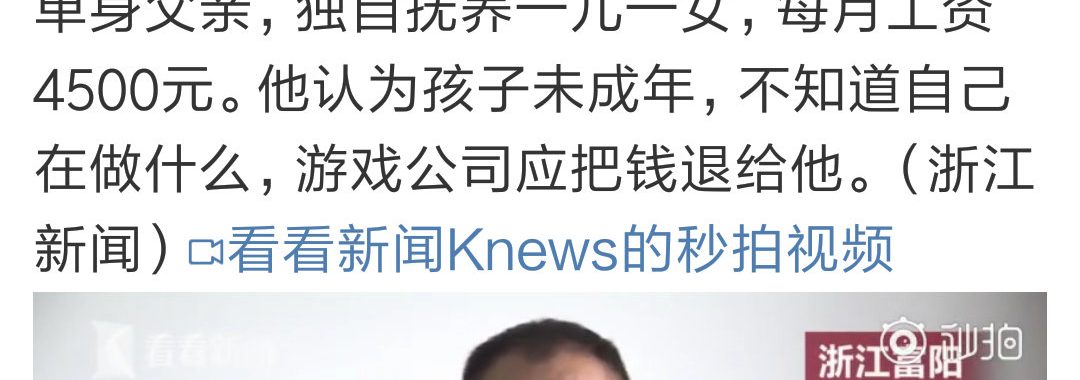 单身父亲，独自抚养一儿一女，每月工资
4500元。他认为孩子未成年，不知道自己
在做什么，游戏公司应把钱退给他。（浙江
新闻）看看新闻Knews的秒拍视频
看看新闻
秒拍
浙江富阳